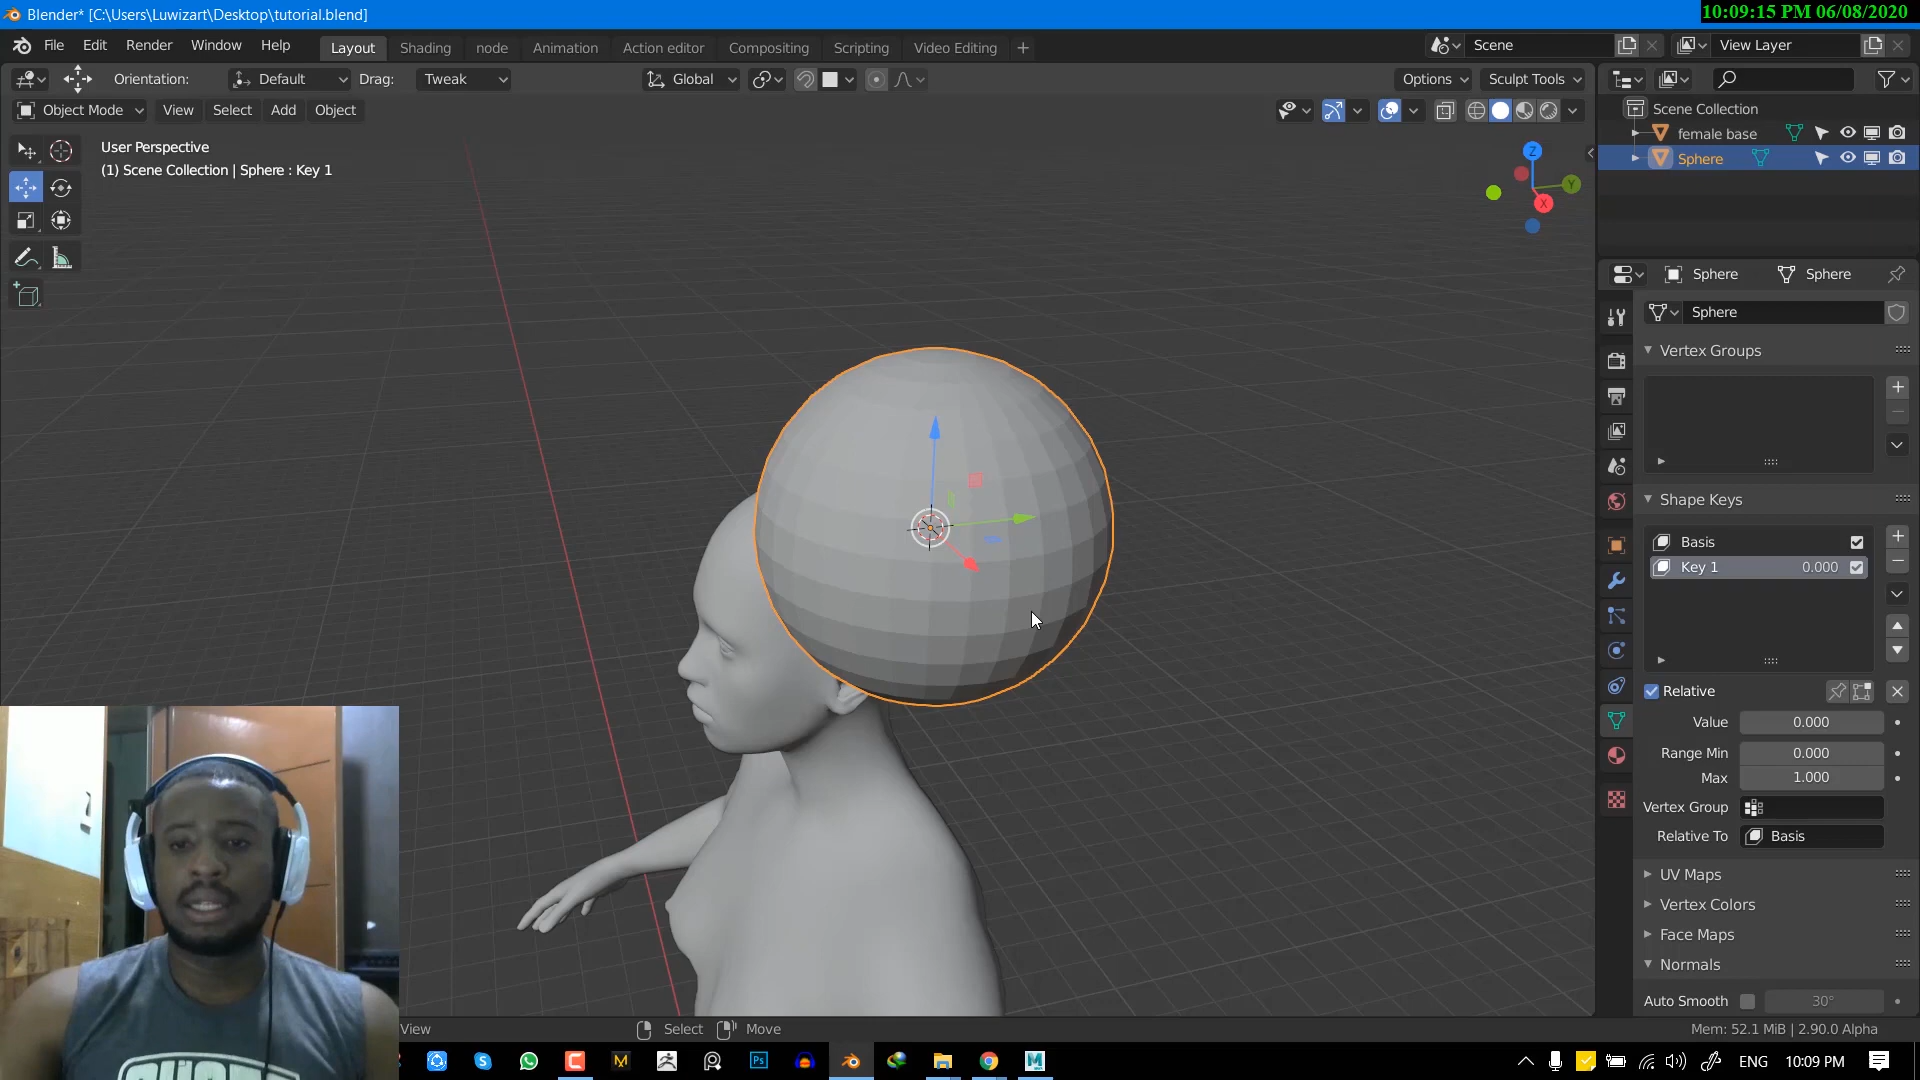 Blender* [C:\Users\Luwizart\Desktop\tutorial.blend]
10:09:15 PM 06/08/2020
File Edit Render Window Help
Layout Shading node Animation Action editor Compositing Scripting Video Editing +
Scene
View Layer
Orientation: Default Drag: Tweak
Global
Options Sculpt Tools
Object Mode View Select Add Object
User Perspective
(1) Scene Collection | Sphere : Key 1
Z
Y
X
Scene Collection
female base
Sphere
Sphere Sphere
Sphere
Vertex Groups
Shape Keys
Basis
Key 1 0.000
Relative
Value 0.000
Range Min 0.000
Max 1.000
Vertex Group
Relative To Basis
UV Maps
Vertex Colors
Face Maps
Normals
Auto Smooth 30°
View
Select Move
Mem: 52.1 MiB | 2.90.0 Alpha
Ps
ENG 10:09 PM